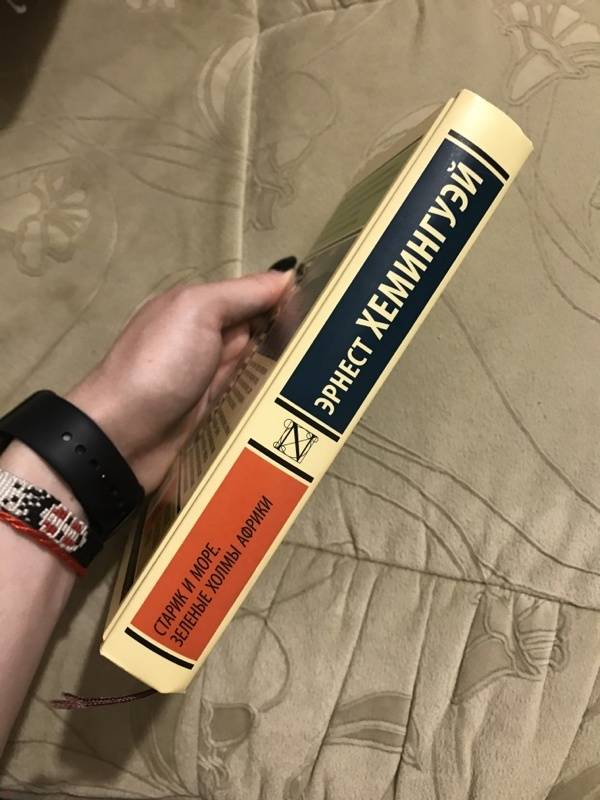 ЭРНЕСТ ХЕМИНГУЭЙ
СТАРИК И МОРЕ.
ЗЕЛЕНЫЕ ХОЛМЫ АФРИКИ